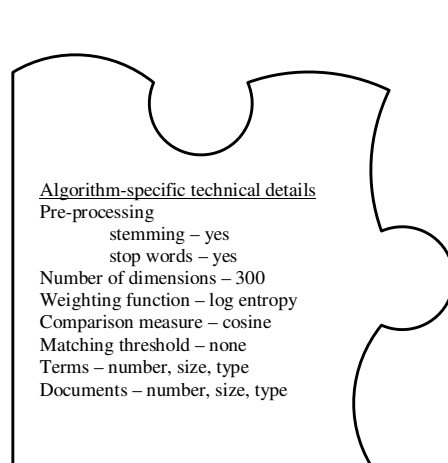 Algorithm-specific technical details
Pre-processing
stemming – yes
stop words – yes
Number of dimensions – 300
Weighting function – log entropy
Comparison measure – cosine
Matching threshold – none
Terms – number, size, type
Documents – number, size, type